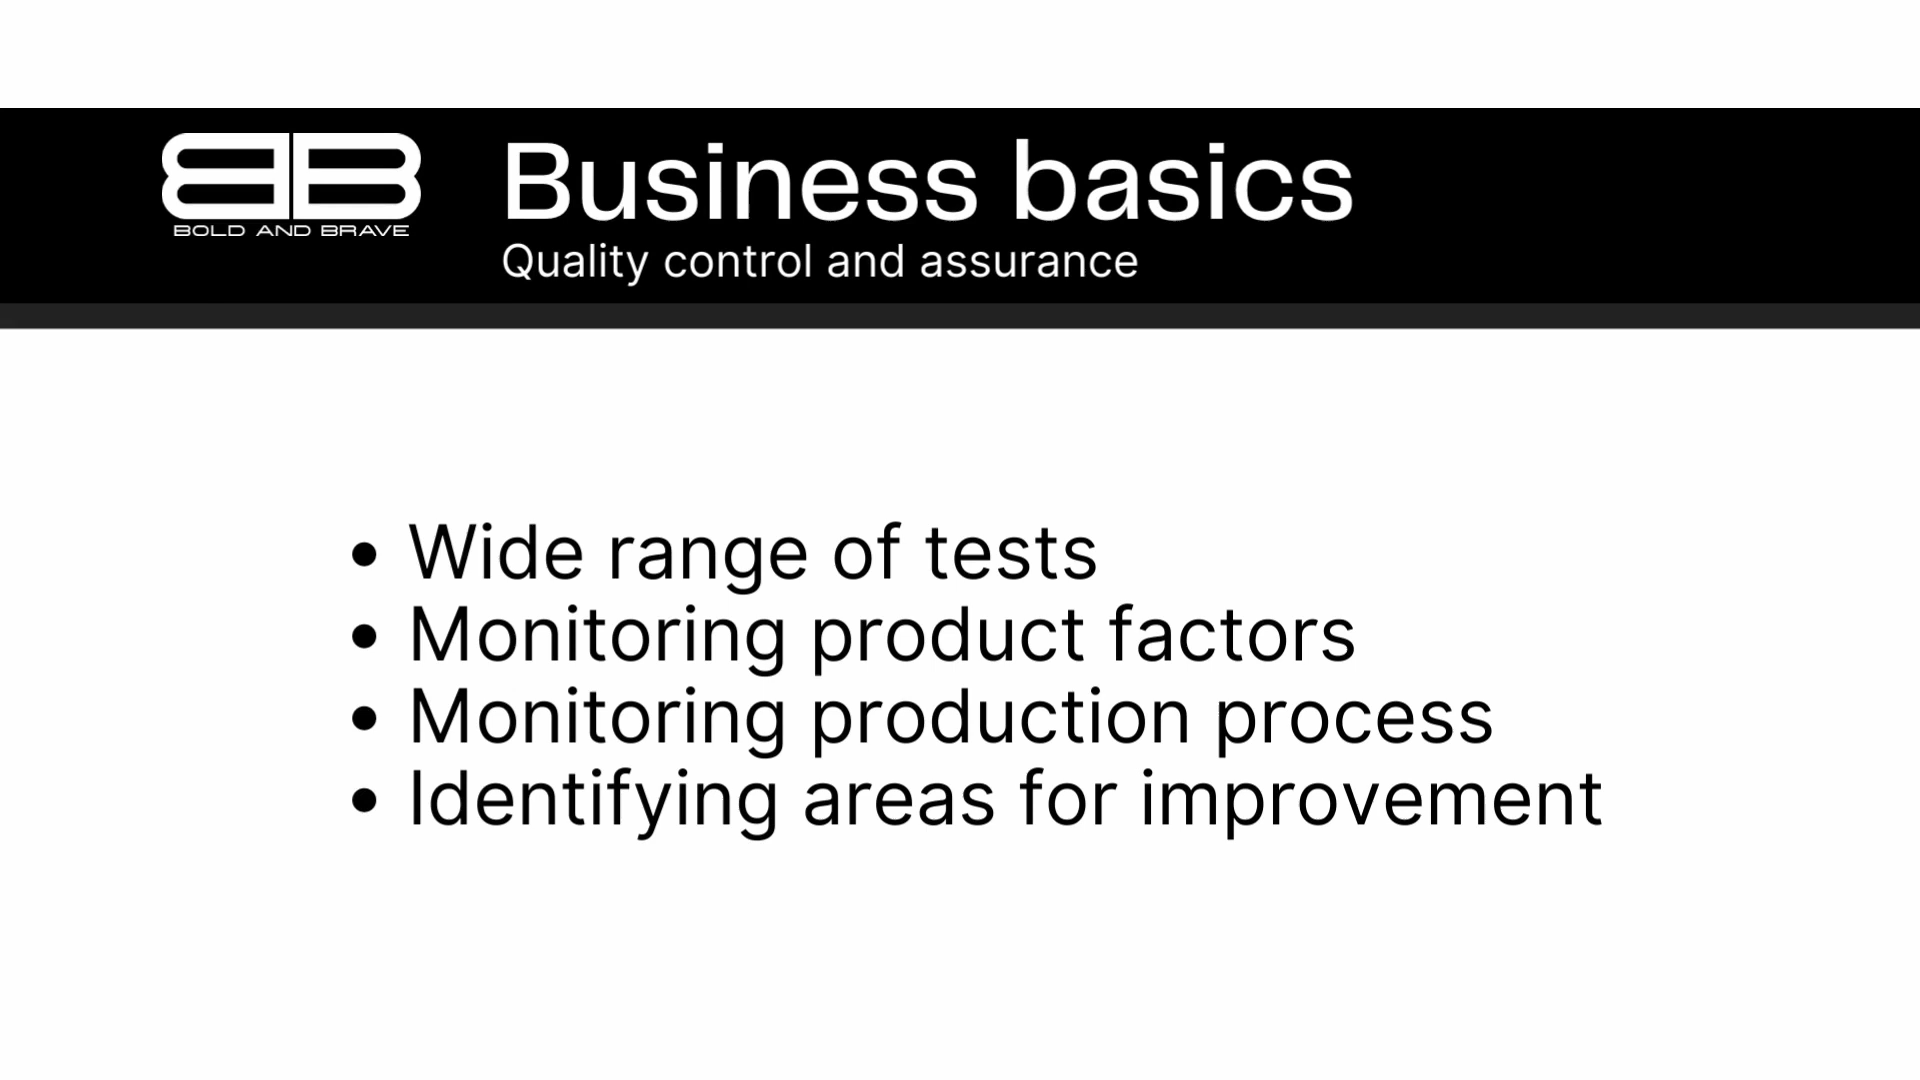 BB
BOLD AND BRAVE
Business basics
Quality control and assurance
• Wide range of tests
• Monitoring product factors
• Monitoring production process
• Identifying areas for improvement